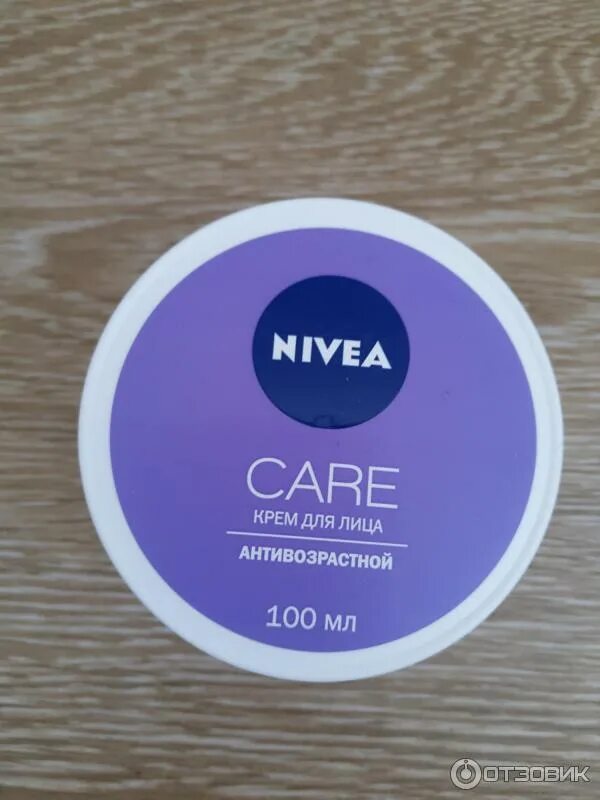 NIVEA
CARE
КРЕМ ДЛЯ ЛИЦА
АНТИВОЗРАСТНОЙ
100 мл
ОТЗОВИК